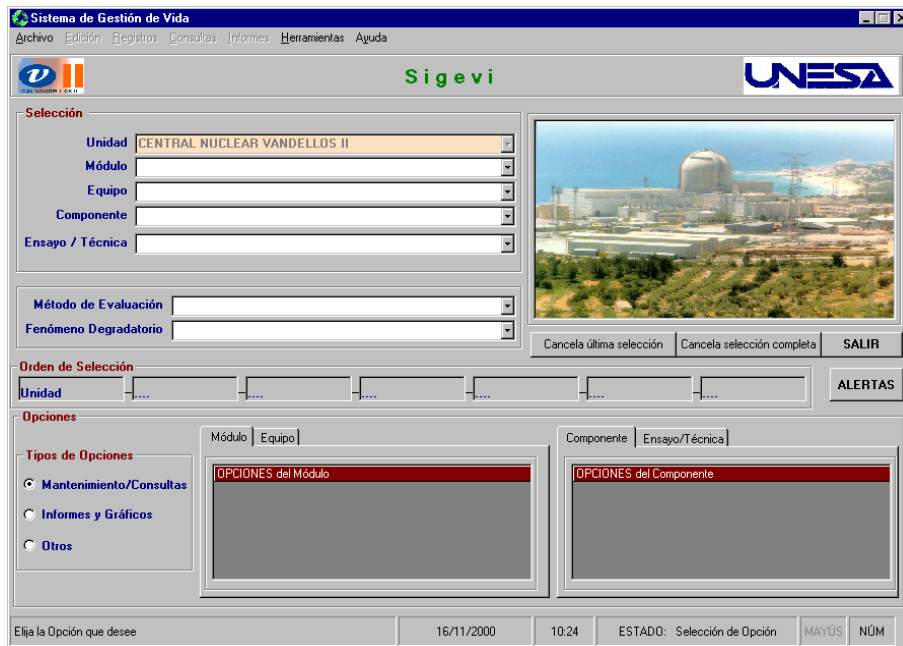 Sistema de Gestión de Vida
Archivo Edición Registros Consultas Informes Herramientas Ayuda
Sigevi
UNESA
Selección
Unidad CENTRAL NUCLEAR VANDELLOS II
Módulo
Equipo
Componente
Ensayo / Técnica
Método de Evaluación
Fenómeno Degradatorio
Cancela última selección Cancela selección completa SALIR
Orden de Selección
Unidad –.... –.... –.... –.... –.... –....
ALERTAS
Opciones
Tipos de Opciones
Mantenimiento/Consultas
Informes y Gráficos
Otros
Módulo Equipo
OPCIONES del Módulo
Componente Ensayo/Técnica
OPCIONES del Componente
Elija la Opción que desee 16/11/2000 10:24 ESTADO: Selección de Opción MAYÚS NÚM